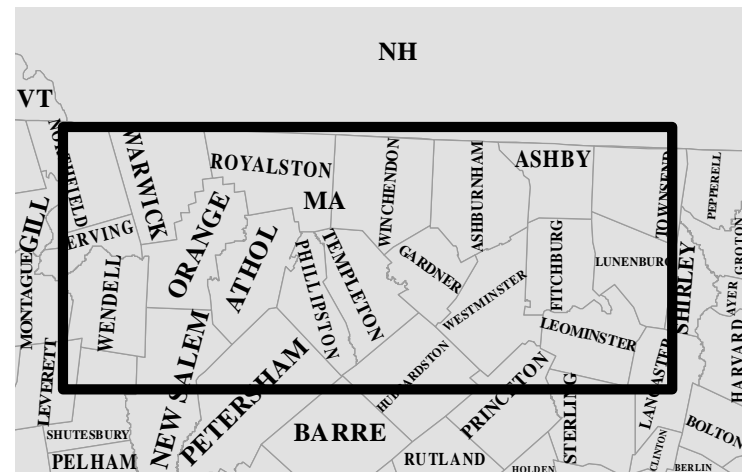 NH
VT
NORTHFIELD
WARWICK
ROYALSTON
WINCHENDON
ASHBURNHAM
ASHBY
TOWNSEND
PEPPERELL
MA
GILL
ERVING
ORANGE
ATHOL
PHILLIPSTON
TEMPLETON
GARDNER
WESTMINSTER
FITCHBURG
LUNENBURG
SHIRLEY
GROTON
MONTAGUE
WENDELL
AYER
HARVARD
LEOMINSTER
LANCASTER
LEVERETT
NEW SALEM
PETERSHAM
HUBBARDSTON
PRINCETON
STERLING
BOLTON
SHUTESBURY
PELHAM
BARRE
RUTLAND
HOLDEN
CLINTON
BERLIN